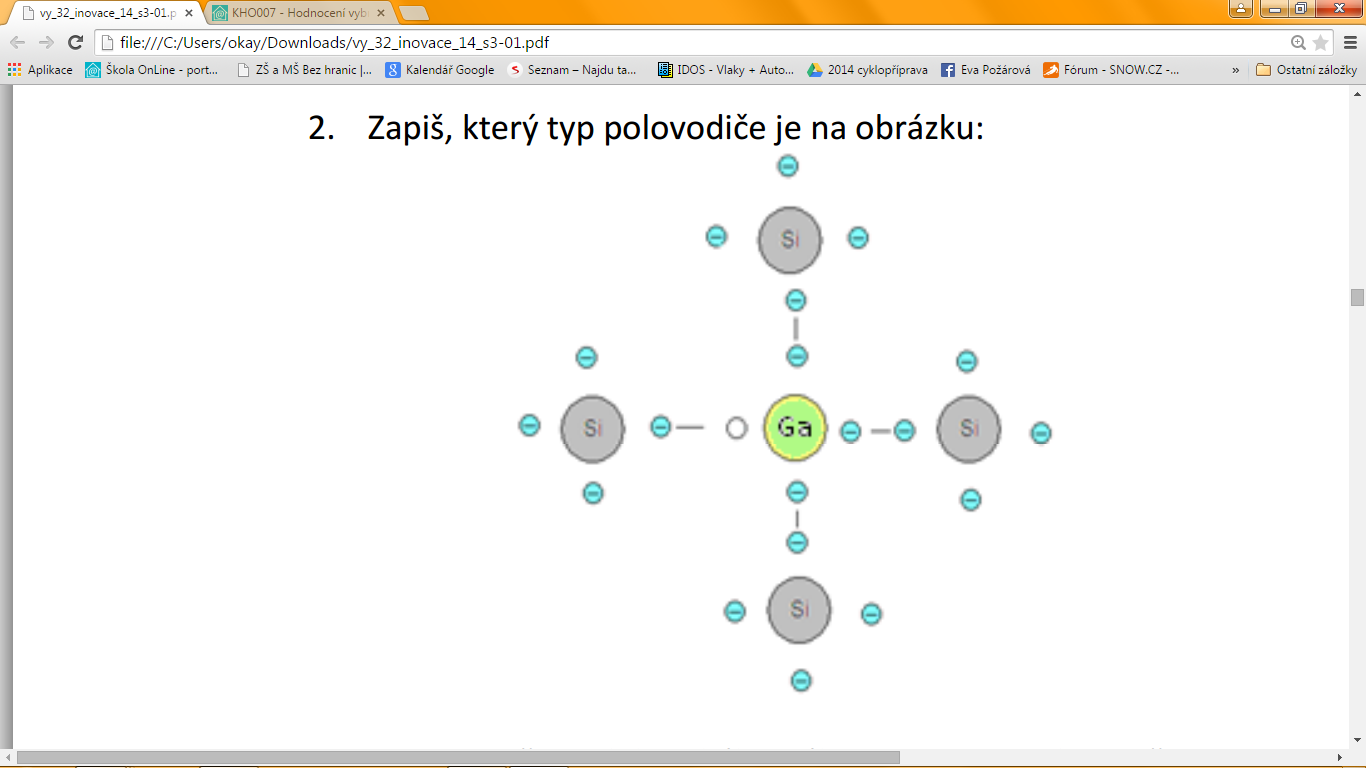 vy_32_inovace_14_s3-01.p
KHO007 - Hodnocení vyb
file:///C:/Users/okay/Downloads/vy_32_inovace_14_s3-01.pdf
Aplikace Škola OnLine - port... ZŠ a MŠ Bez hranic |... Kalendář Google Seznam – Najdu ta... IDOS - Vlaky + Auto... 2014 cyklopříprava Eva Požárová Fórum - SNOW.CZ -... » Ostatní záložky
2. Zapiš, který typ polovodiče je na obrázku:
Si
Si Ga Si
Si